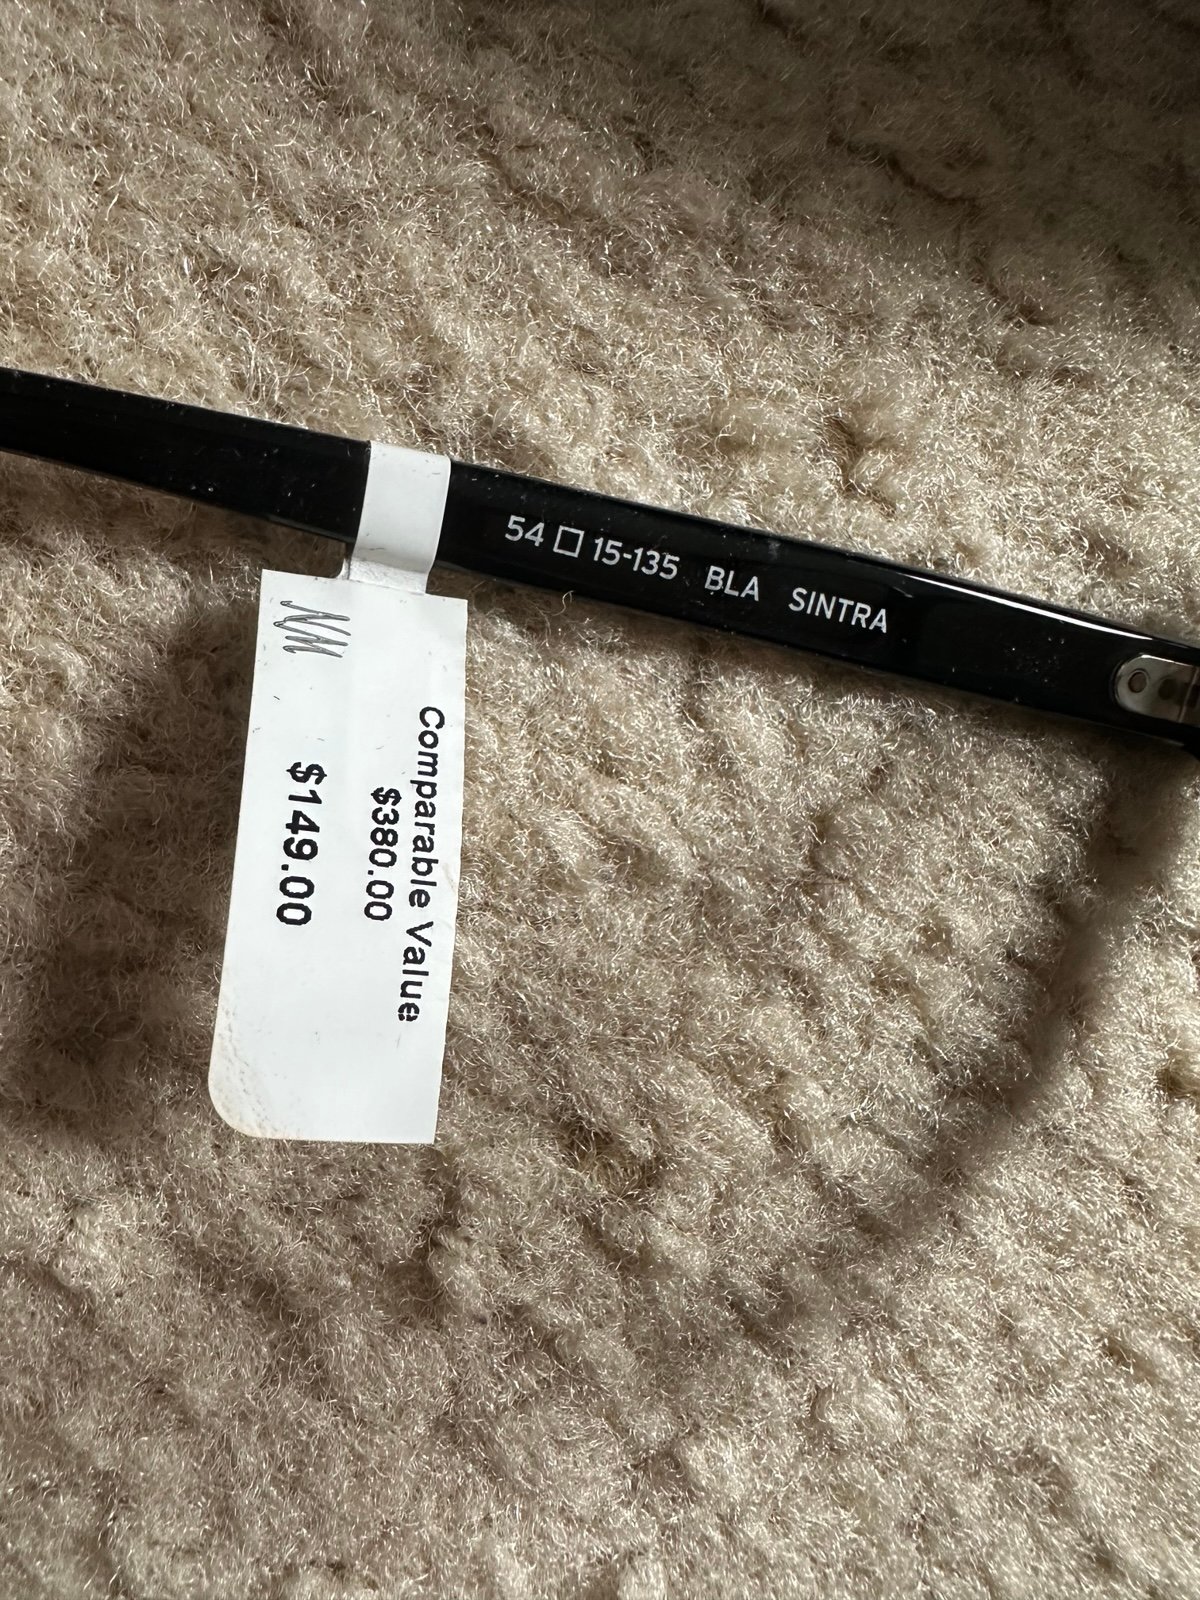 54 □ 15-135 BLA SINTRA
Comparable Value
$380.00
$149.00